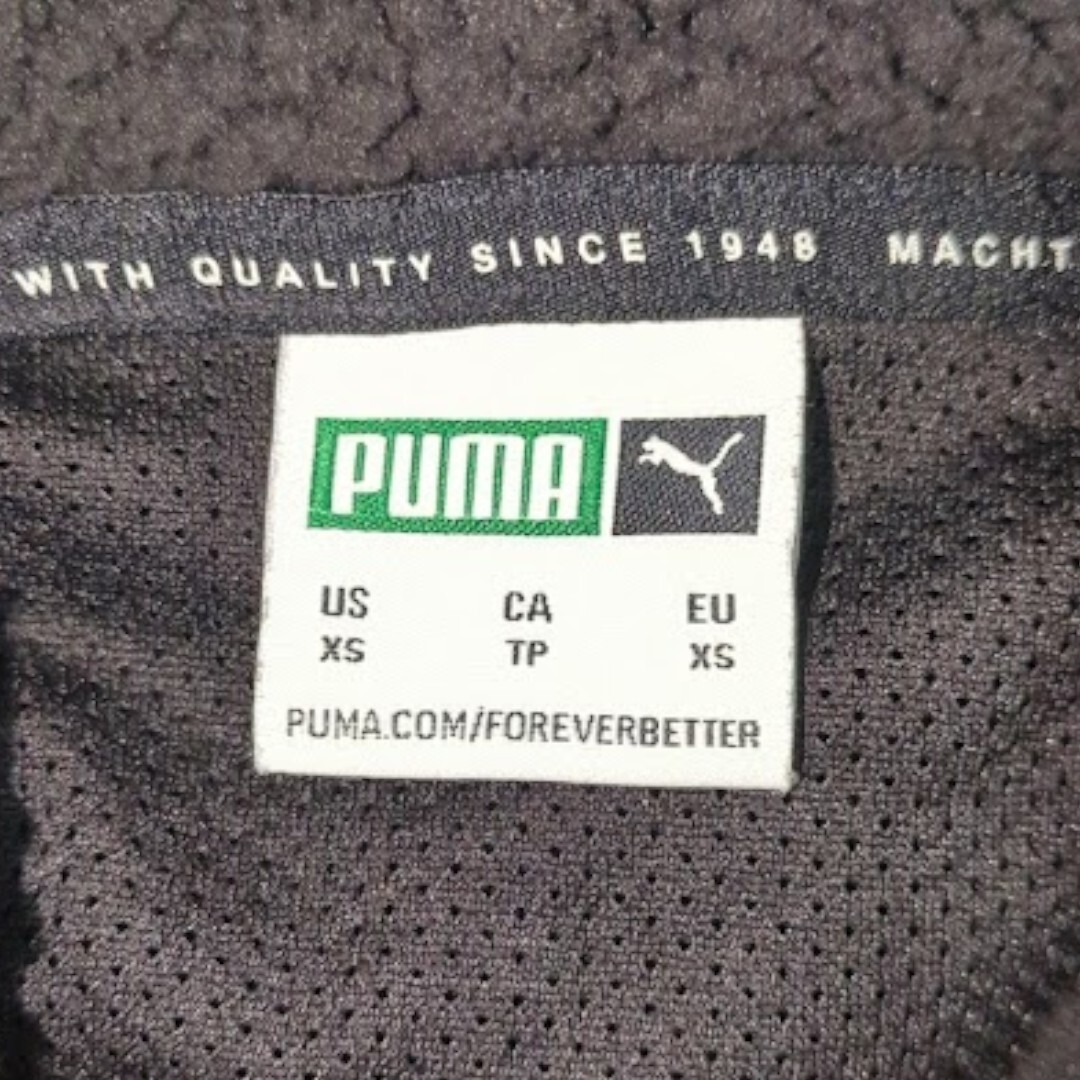 WITH QUALITY SINCE 1948 MACHT
PUMA
US CA EU
XS TP XS
PUMA.COM/FOREVERBETTER